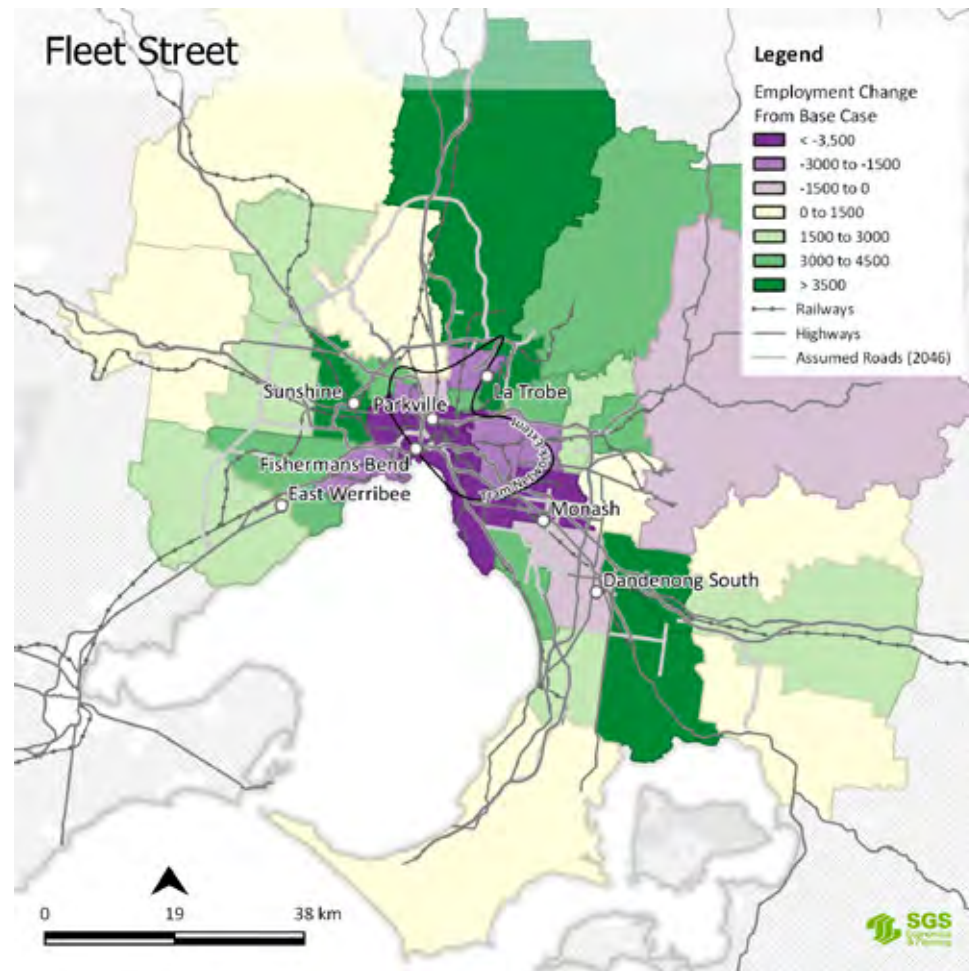 Fleet Street
Legend
Employment Change
From Base Case
< -3,500
-3000 to -1500
-1500 to 0
0 to 1500
1500 to 3000
3000 to 4500
> 3500
Railways
Highways
Assumed Roads (2046)
Sunshine
Parkville
La Trobe
Fishermans Bend
East Werribee
Tram Network Extent
Monash
Dandenong South
0
19
38 km
SGS
Economics
& Planning